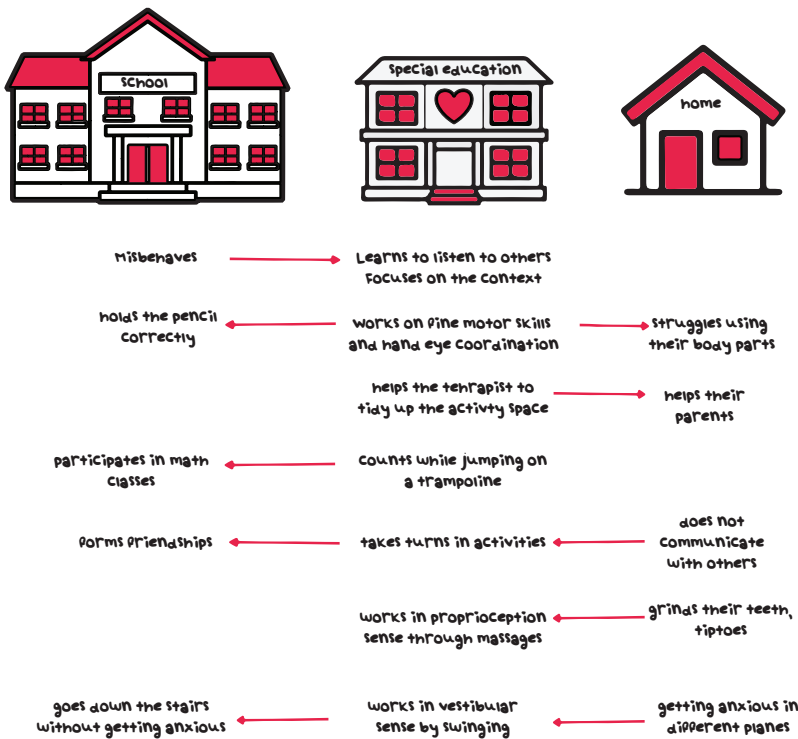 school
special education
home
Misbehaves
Learns to listen to others
Focuses on the context
holds the pencil
correctly
works on fine motor skills
and hand eye coordination
struggles using
their body parts
helps the tehrapist to
tidy up the activty space
helps their
parents
participates in math
classes
counts while jumping on
a trampoline
forms friendships
takes turns in activities
does not
communicate
with others
works in proprioception
sense through massages
grinds their teeth,
tiptoes
goes down the stairs
without getting anxious
works in vestibular
sense by swinging
getting anxious in
different planes